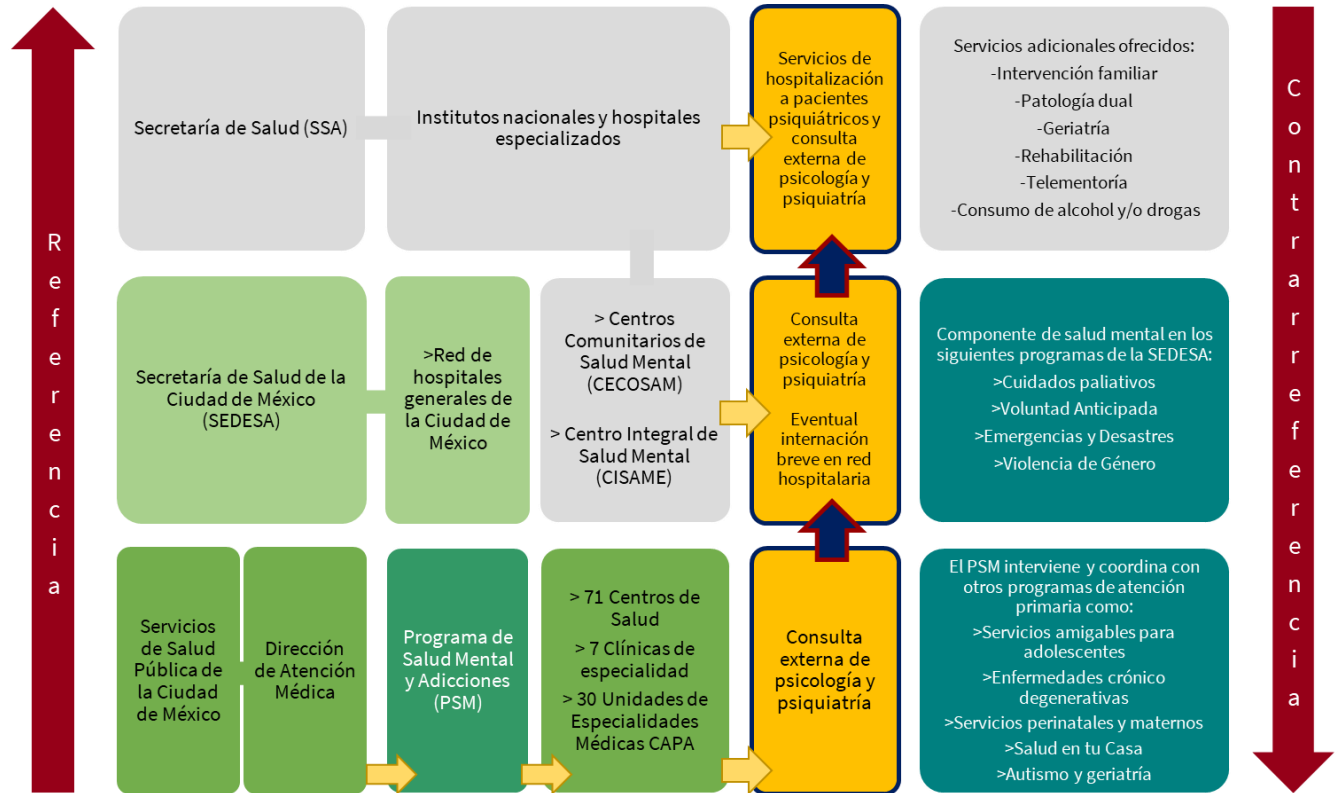 Referencia
Secretaría de Salud (SSA)
Institutos nacionales y hospitales
especializados
Servicios de
hospitalización
a pacientes
psiquiátricos y
consulta
externa de
psicología y
psiquiatría
Servicios adicionales ofrecidos:
-Intervención familiar
-Patología dual
-Geriatría
-Rehabilitación
-Telementoría
-Consumo de alcohol y/o drogas
Contrarreferencia
Secretaría de Salud de la
Ciudad de México
(SEDESA)
>Red de
hospitales
generales de
la Ciudad de
México
> Centros
Comunitarios de
Salud Mental
(CECOSAM)
> Centro Integral de
Salud Mental
(CISAME)
Consulta
externa de
psicología y
psiquiatría
Eventual
internación
breve en red
hospitalaria
Componente de salud mental en los
siguientes programas de la SEDESA:
>Cuidados paliativos
>Voluntad Anticipada
>Emergencias y Desastres
>Violencia de Género
Servicios
de Salud
Pública de
la Ciudad
de México
Dirección
de Atención
Médica
Programa de
Salud Mental
y Adicciones
(PSM)
> 71 Centros de
Salud
> 7 Clínicas de
especialidad
> 30 Unidades de
Especialidades
Médicas CAPA
Consulta
externa de
psicología y
psiquiatría
El PSM interviene y coordina con
otros programas de atención
primaria como:
>Servicios amigables para
adolescentes
>Enfermedades crónico
degenerativas
>Servicios perinatales y maternos
>Salud en tu Casa
>Autismo y geriatría